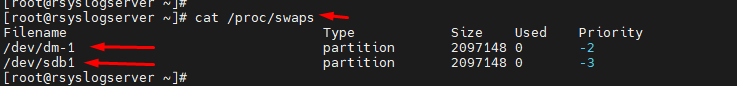 [root@rsyslogserver ~]#
[root@rsyslogserver ~]# cat /proc/swaps
Filename Type Size Used Priority
/dev/dm-1 partition 2097148 0 -2
/dev/sdb1 partition 2097148 0 -3
[root@rsyslogserver ~]#